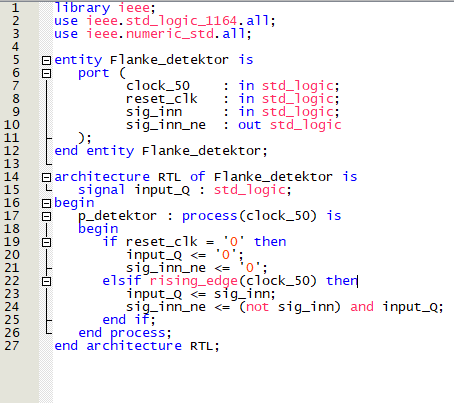 1 library ieee;
2 use ieee.std_logic_1164.all;
3 use ieee.numeric_std.all;
4
5 entity Flanke_detektor is
6 port (
7 clock_50 : in std_logic;
8 reset_clk : in std_logic;
9 sig_inn : in std_logic;
10 sig_inn_ne : out std_logic
11 );
12 end entity Flanke_detektor;
13
14 architecture RTL of Flanke_detektor is
15 signal input_Q : std_logic;
16 begin
17 p_detektor : process(clock_50) is
18 begin
19 if reset_clk = '0' then
20 input_Q <= '0';
21 sig_inn_ne <= '0';
22 elsif rising_edge(clock_50) then
23 input_Q <= sig_inn;
24 sig_inn_ne <= (not sig_inn) and input_Q;
25 end if;
26 end process;
27 end architecture RTL;